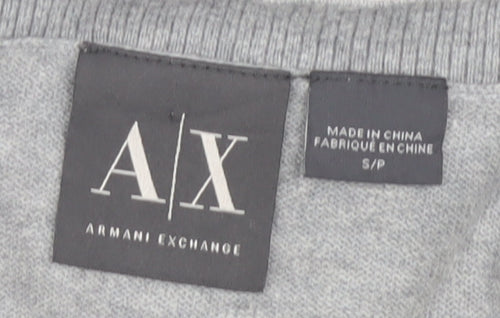 A|X
ARMANI EXCHANGE
MADE IN CHINA
FABRIQUÉ EN CHINE
S/P